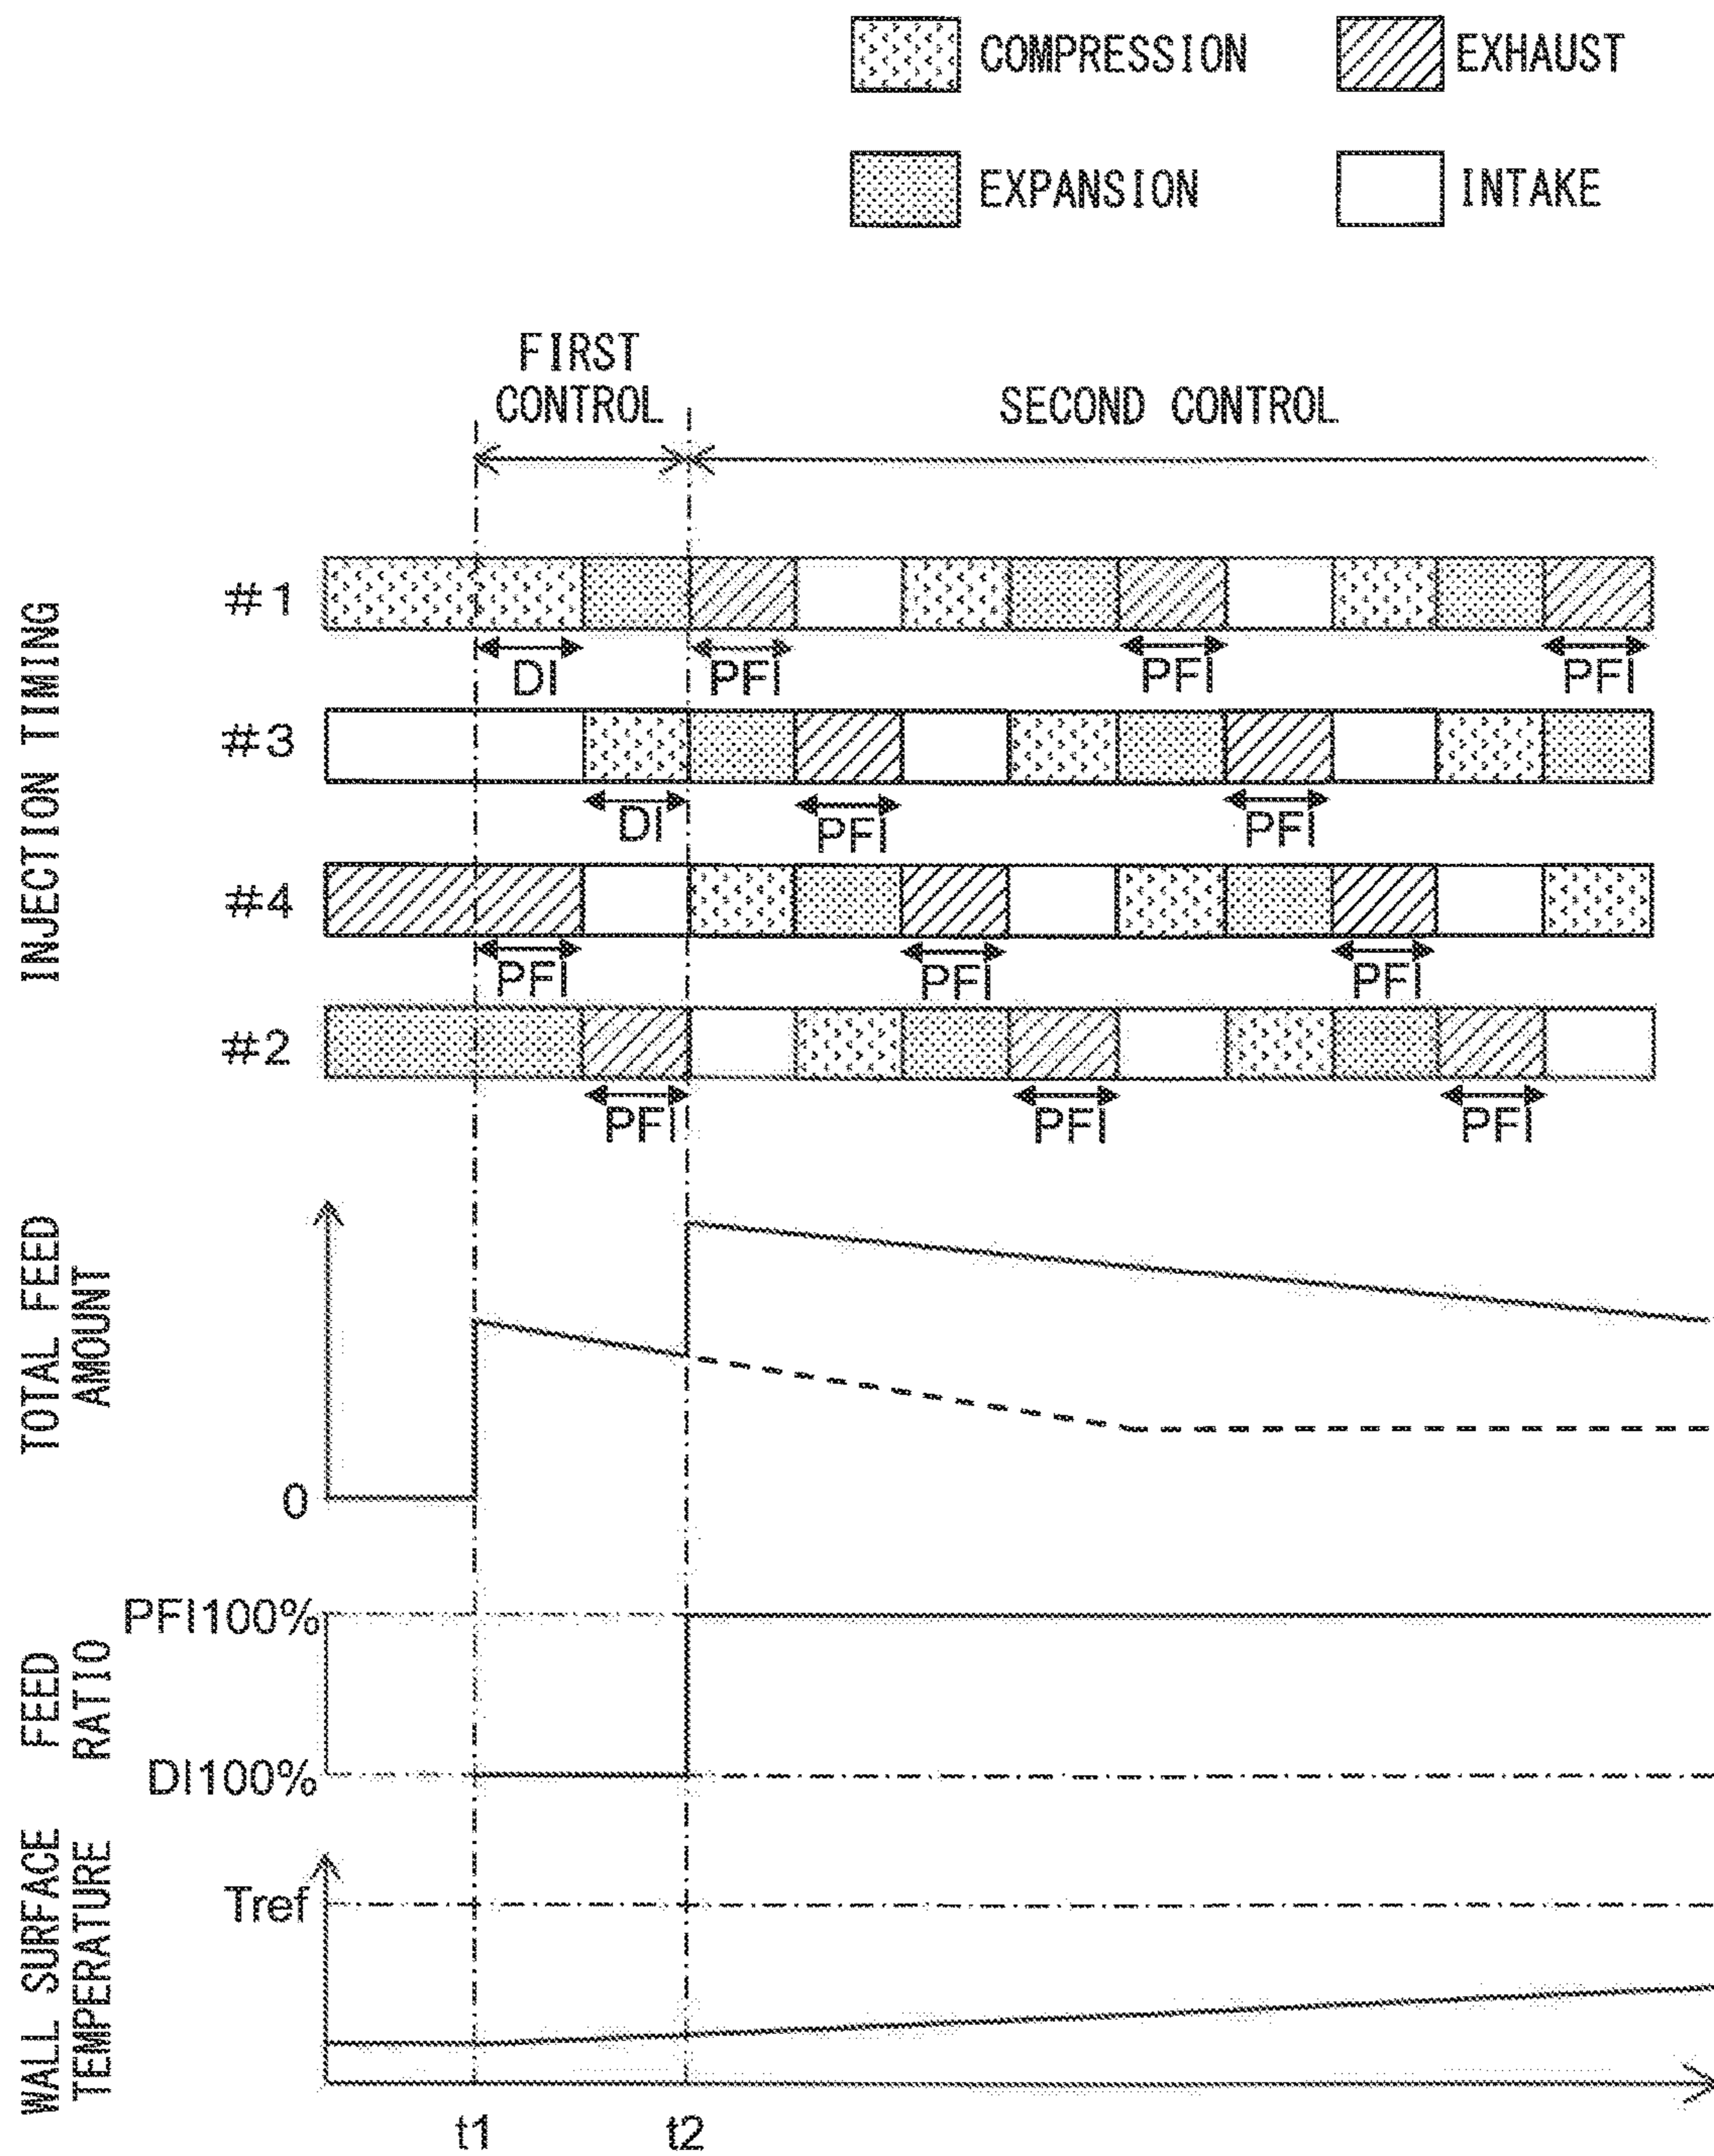 COMPRESSION
EXHAUST
EXPANSION
INTAKE
FIRST
CONTROL
SECOND CONTROL
INJECTION TIMING
#1
DI
PFI
PFI
PFI
#3
DI
PFI
PFI
#4
PFI
PFI
PFI
#2
PFI
PFI
PFI
TOTAL FEED
AMOUNT
0
FEED
RATIO
PFI100%
DI100%
WALL SURFACE
TEMPERATURE
Tref
t1
t2